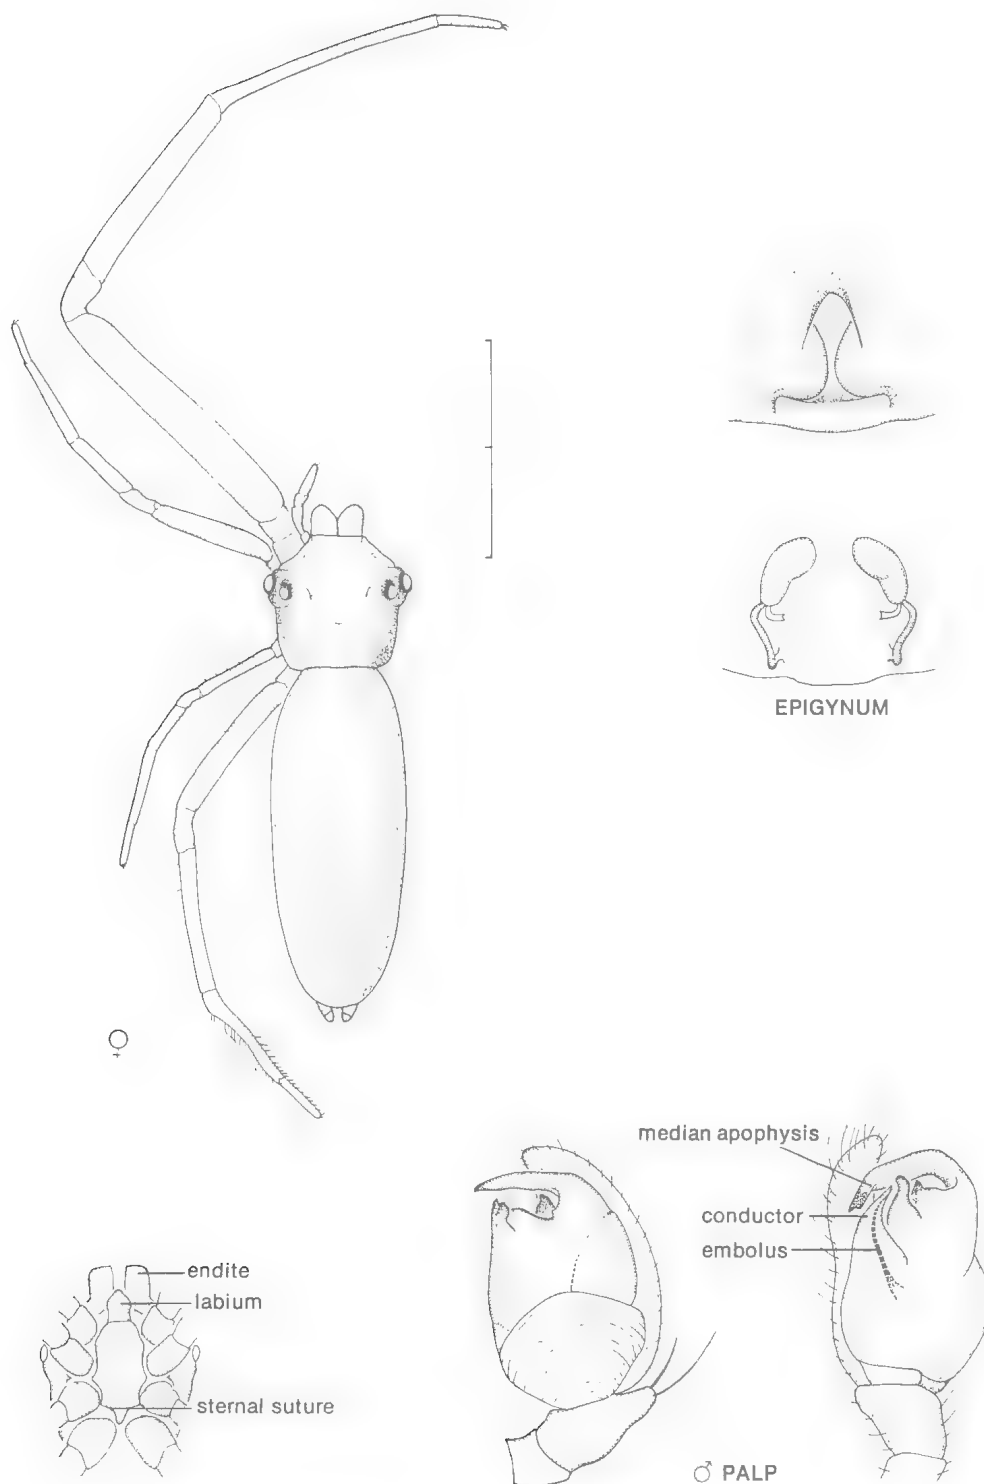 EPIGYNUM
♀
median apophysis
conductor
embolus
endite
labium
sternal suture
♂ PALP